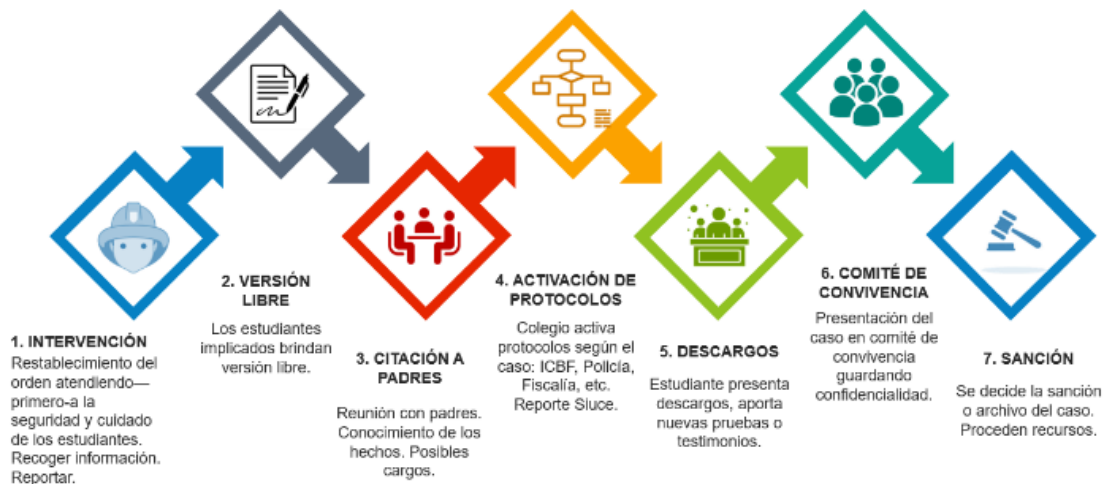 1. INTERVENCIÓN
Restablecimiento del
orden atendiendo—
primero-a la
seguridad y cuidado
de los estudiantes.
Recoger información.
Reportar.
2. VERSIÓN
LIBRE
Los estudiantes
implicados brindan
versión libre.
3. CITACIÓN A
PADRES
Reunión con padres.
Conocimiento de los
hechos. Posibles
cargos.
4. ACTIVACIÓN DE
PROTOCOLOS
Colegio activa
protocolos según el
caso: ICBF, Policía,
Fiscalía, etc.
Reporte Siuce.
5. DESCARGOS
Estudiante presenta
descargos, aporta
nuevas pruebas o
testimonios.
6. COMITÉ DE
CONVIVENCIA
Presentación del
caso en comité de
convivencia
guardando
confidencialidad.
7. SANCIÓN
Se decide la sanción
o archivo del caso.
Proceden recursos.